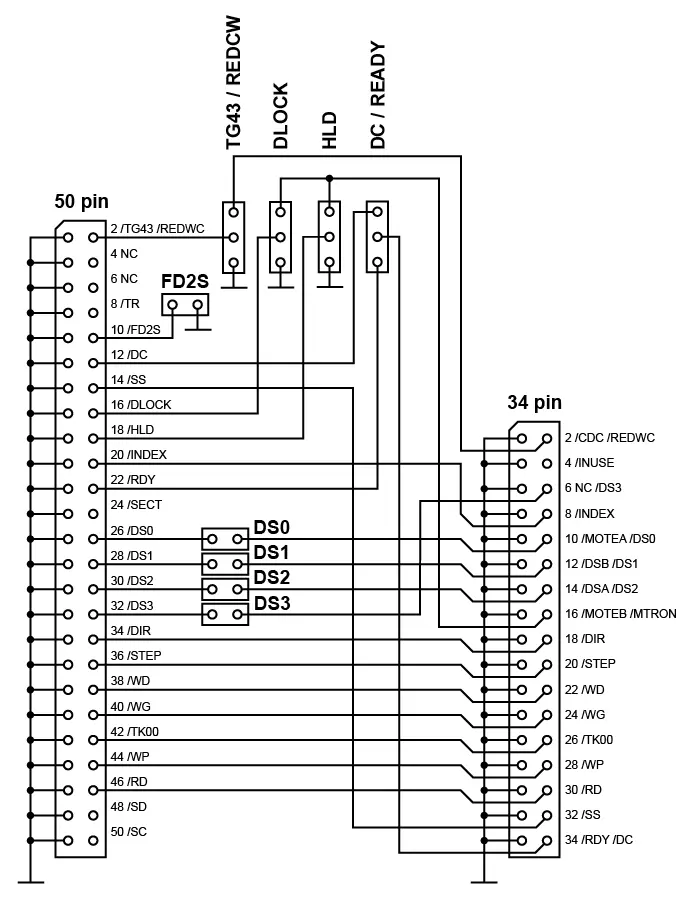 TG43 / REDCW
DLOCK
HLD
DC / READY
50 pin
2 /TG43 /REDWC
4 NC
6 NC
FD2S
8 /TR
10 /FD2S
12 /DC
14 /SS
16 /DLOCK
18 /HLD
20 /INDEX
22 /RDY
24 /SECT
26 /DS0
DS0
28 /DS1
DS1
30 /DS2
DS2
32 /DS3
DS3
34 /DIR
36 /STEP
38 /WD
40 /WG
42 /TK00
44 /WP
46 /RD
48 /SD
50 /SC
34 pin
2 /CDC /REDWC
4 /INUSE
6 NC /DS3
8 /INDEX
10 /MOTEA /DS0
12 /DSB /DS1
14 /DSA /DS2
16 /MOTEB /MTRON
18 /DIR
20 /STEP
22 /WD
24 /WG
26 /TK00
28 /WP
30 /RD
32 /SS
34 /RDY /DC